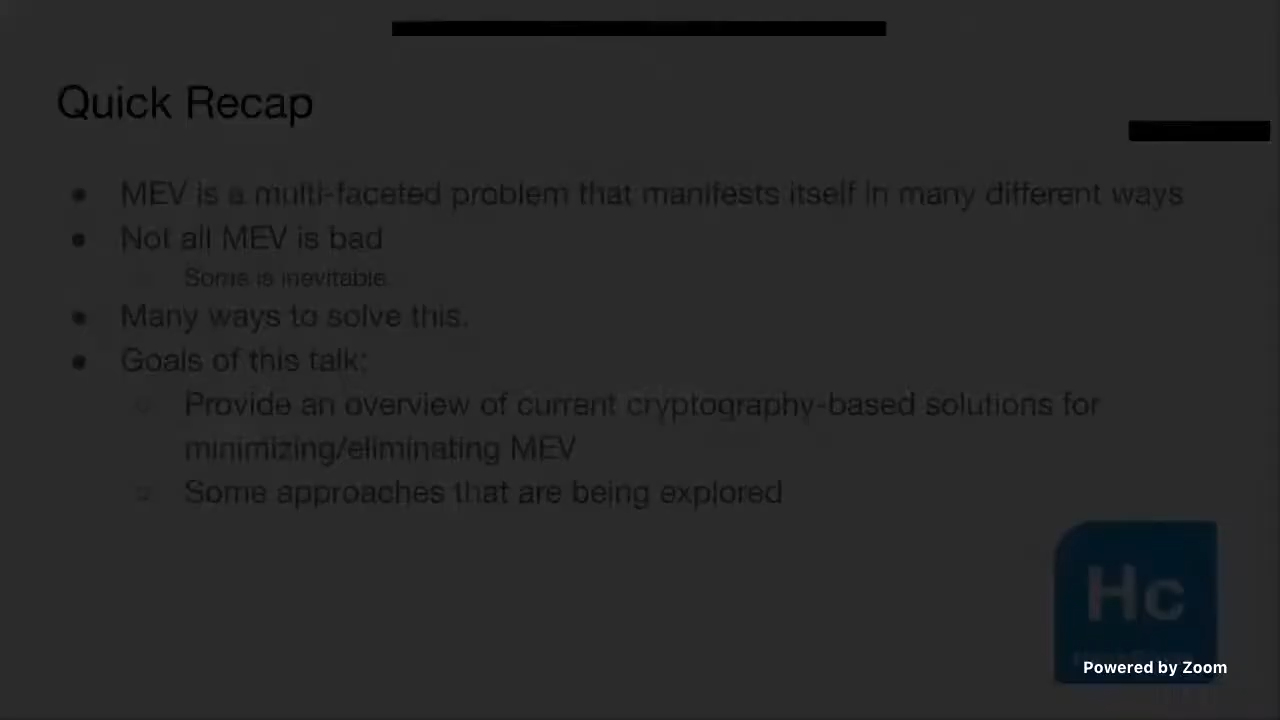 Quick Recap
MEV is a multi-faceted problem that manifests itself in many different ways
Not all MEV is bad
Some is inevitable.
Many ways to solve this.
Goals of this talk:
Provide an overview of current cryptography-based solutions for
minimizing/eliminating MEV
Some approaches that are being explored
Hc
Powered by Zoom